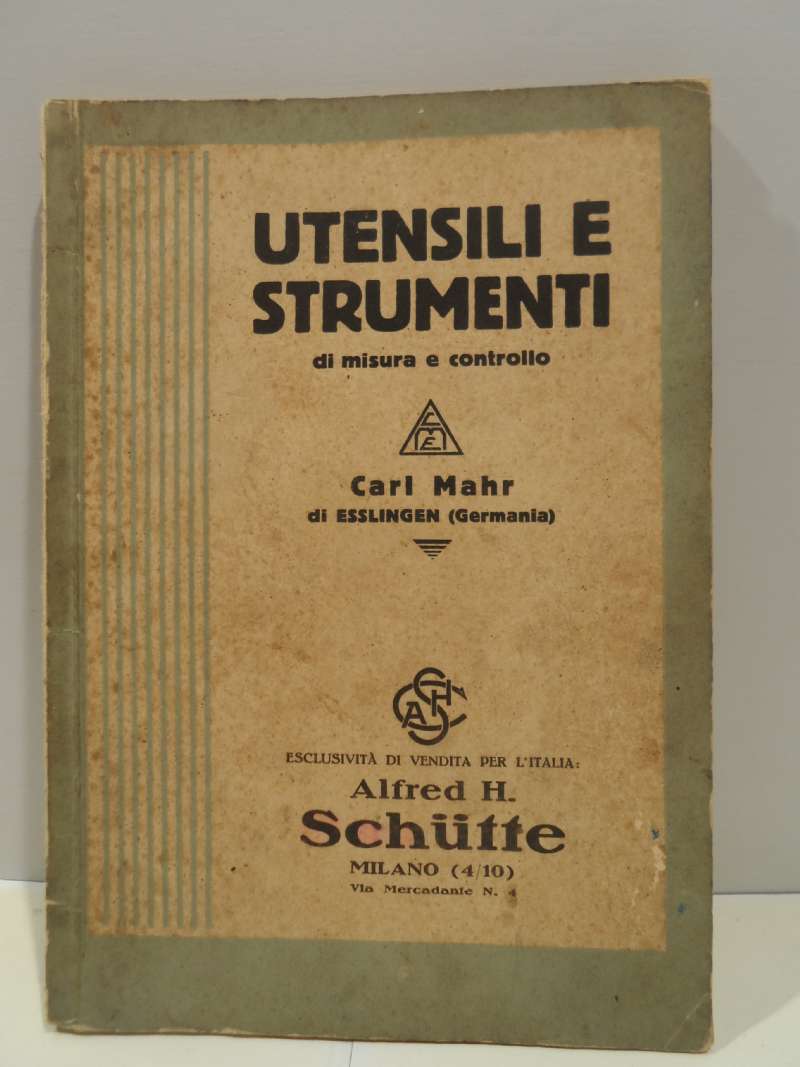 UTENSILI E
STRUMENTI
di misura e controllo
CME
Carl Mahr
di ESSLINGEN (Germania)
ESCLUSIVITÀ DI VENDITA PER L'ITALIA:
Alfred H.
Schütte
MILANO (4/10)
Via Mercadante N. 4